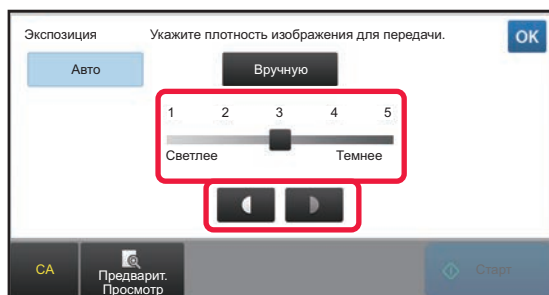 Экспозиция Укажите плотность изображения для передачи. OK
Авто Вручную
1 2 3 4 5
Светлее Темнее
CA Предварит. Просмотр Старт